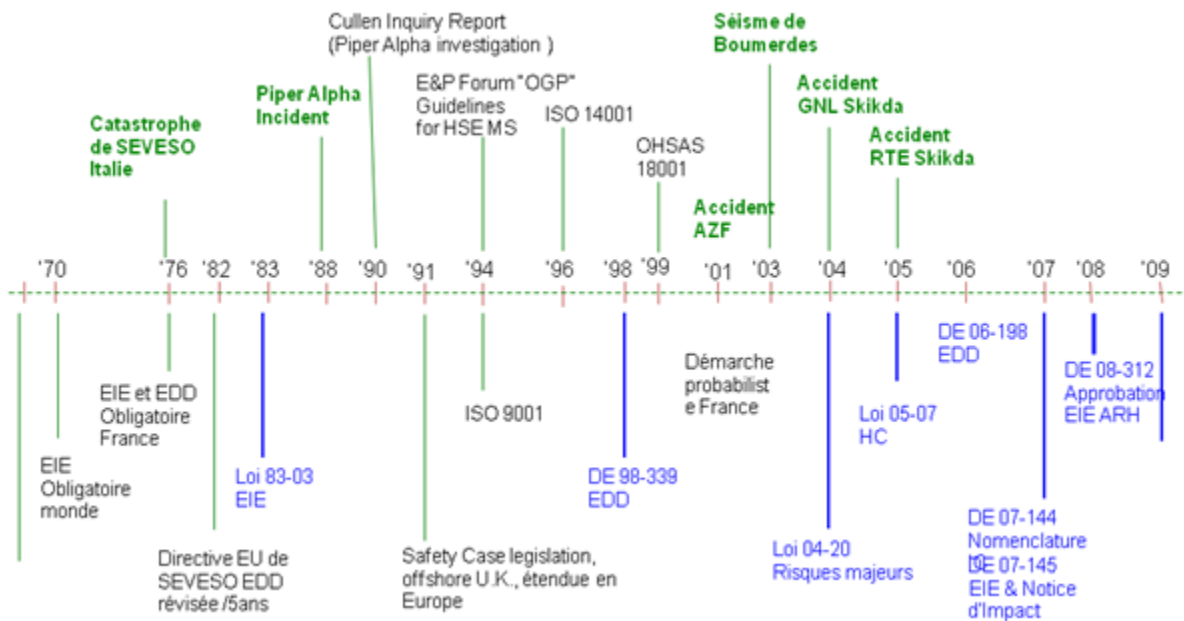 Cullen Inquiry Report
(Piper Alpha investigation )
Séisme de
Boumerdes
E&P Forum "OGP"
Guidelines
for HSE MS
Accident
GNL Skikda
Piper Alpha
Incident
ISO 14001
Catastrophe
de SEVESO
Italie
Accident
RTE Skikda
OHSAS
18001
Accident
AZF
'70 '76 '82 '83 '88 '90 '91 '94 '96 '98 '99 '01 '03 '04 '05 '06 '07 '08 '09
DE 06-198
EDD
Démarche
probabilist
e France
DE 08-312
Approbation
EIE ARH
EIE et EDD
Obligatoire
France
ISO 9001
Loi 05-07
HC
EIE
Obligatoire
monde
Loi 83-03
EIE
DE 98-339
EDD
DE 07-144
Nomenclature
DE 07-145
EIE & Notice
d'Impact
Loi 04-20
Risques majeurs
Directive EU de
SEVESO EDD
révisée /5ans
Safety Case legislation,
offshore U.K., étendue en
Europe